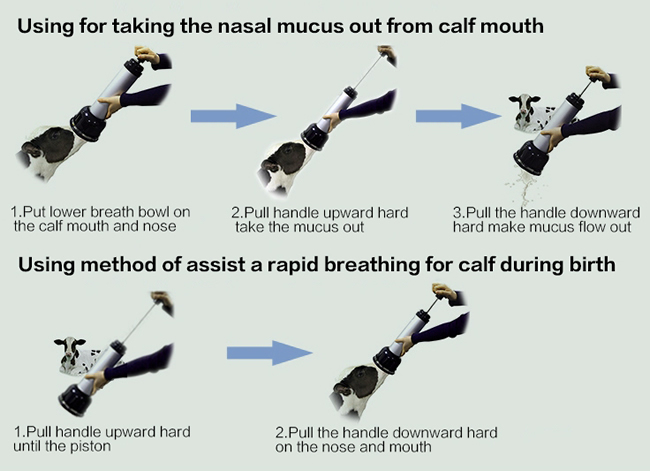 Using for taking the nasal mucus out from calf mouth
1.Put lower breath bowl on
the calf mouth and nose
2.Pull handle upward hard
take the mucus out
3.Pull the handle downward
hard make mucus flow out
Using method of assist a rapid breathing for calf during birth
1.Pull handle upward hard
until the piston
2.Pull the handle downward hard
on the nose and mouth